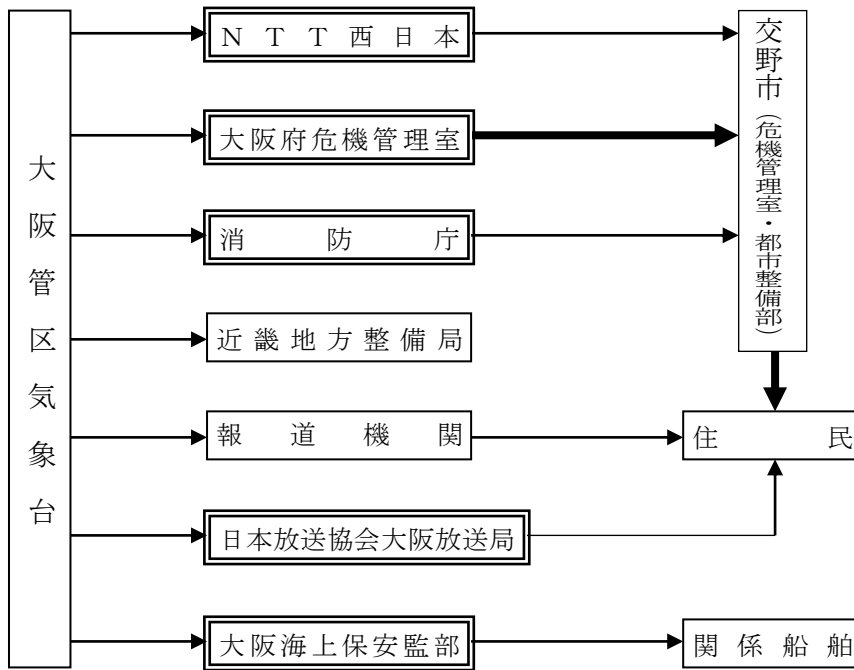 大阪管区気象台
NTT西日本
大阪府危機管理室
消防庁
近畿地方整備局
報道機関
日本放送協会大阪放送局
大阪海上保安監部
交野市(危機管理室・都市整備部)
住民
関係船舶